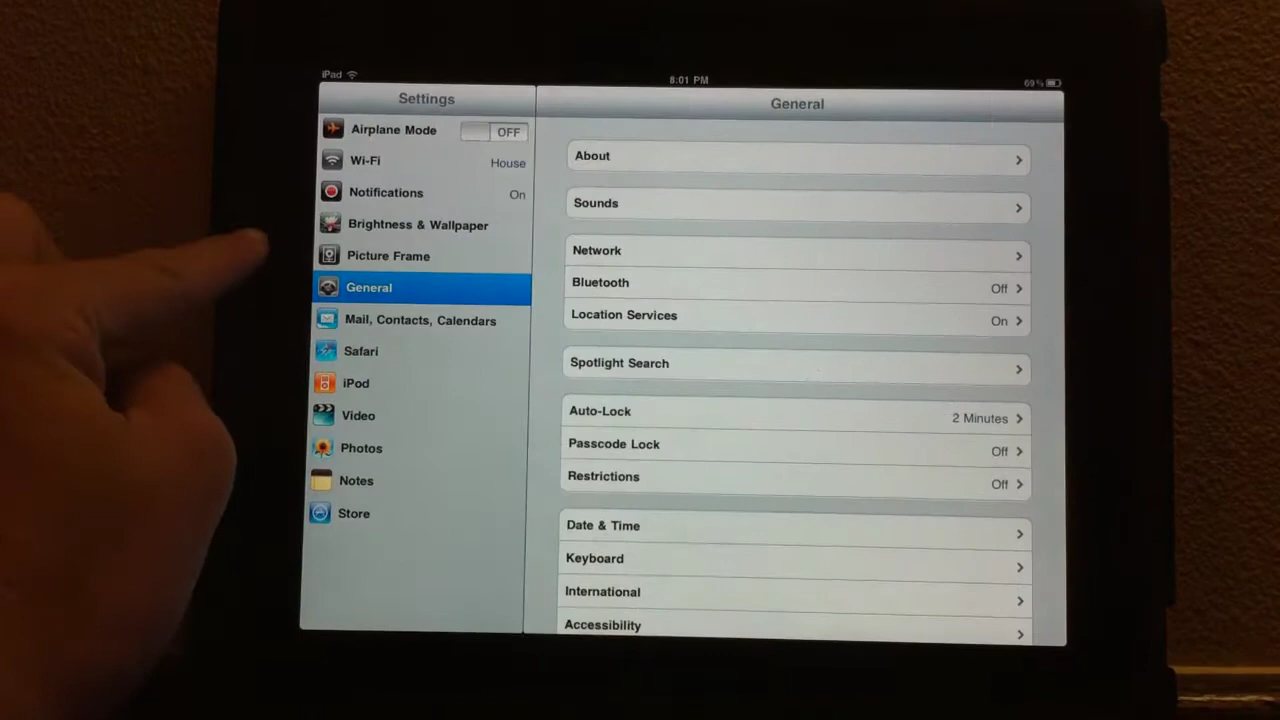 iPad
8:01 PM
69%
Settings
Airplane Mode OFF
Wi-Fi House
Notifications On
Brightness & Wallpaper
Picture Frame
General
Mail, Contacts, Calendars
Safari
iPod
Video
Photos
Notes
Store
General
About
Sounds
Network
Bluetooth Off
Location Services On
Spotlight Search
Auto-Lock 2 Minutes
Passcode Lock Off
Restrictions Off
Date & Time
Keyboard
International
Accessibility